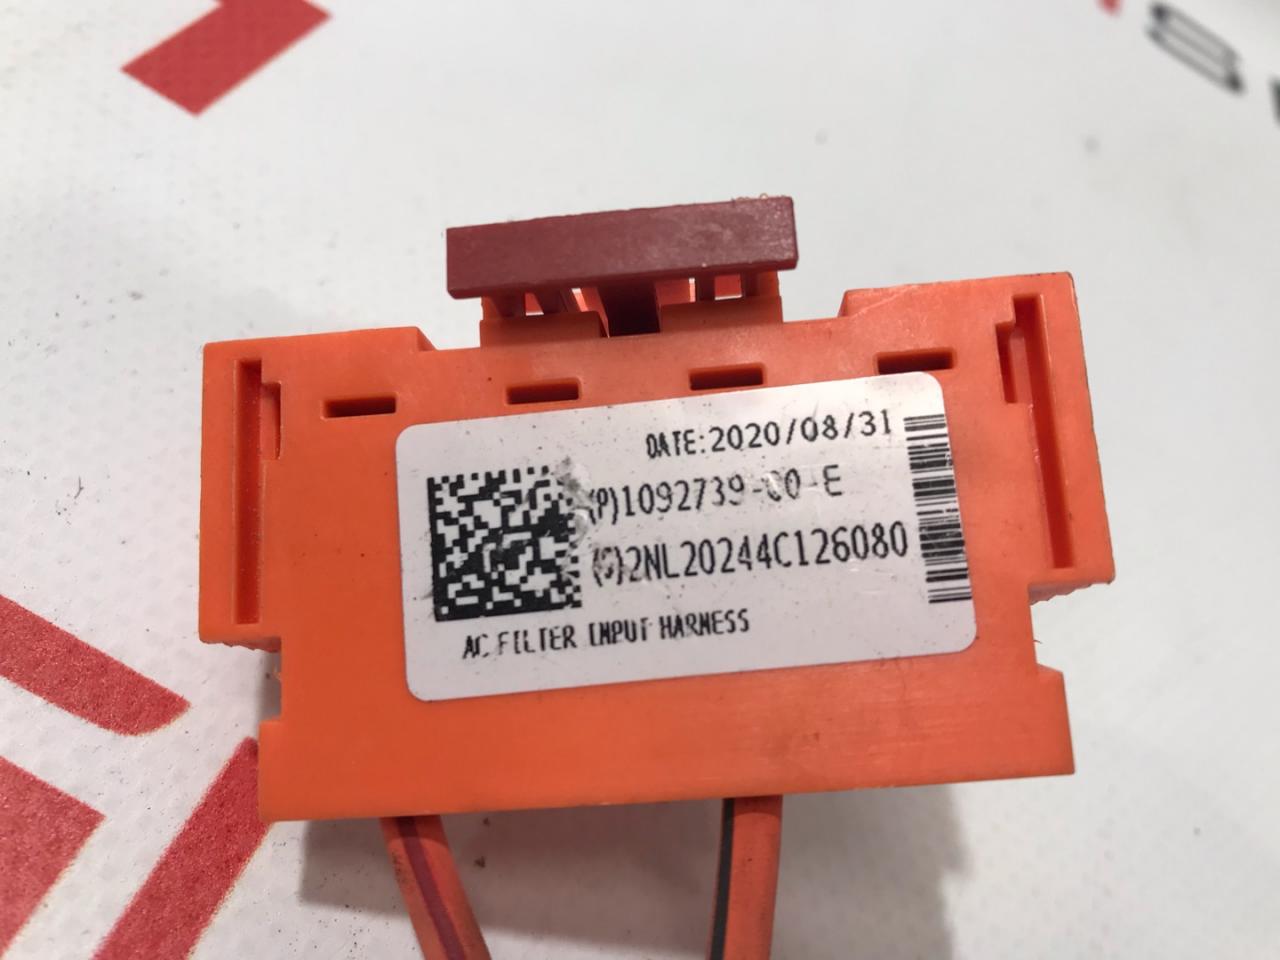 DATE:2020/08/31
(P)1092739-00-E
(S)2NL20244C126080
AC FILTER INPUT HARNESS
S